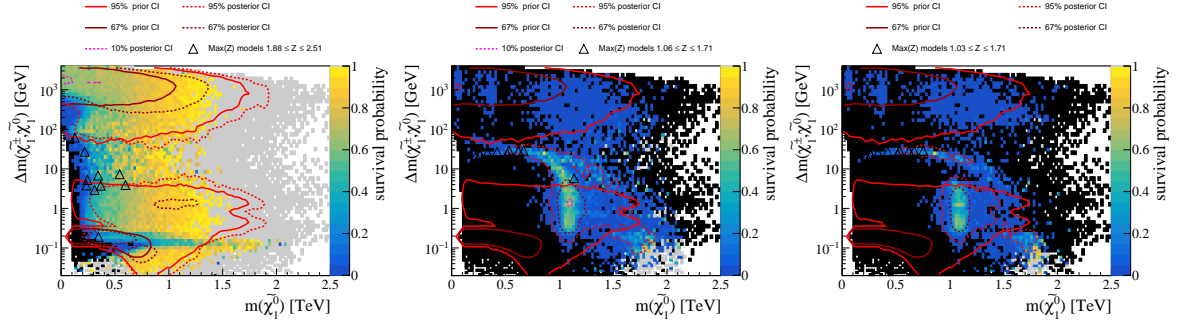 95% prior CI 95% posterior CI
67% prior CI 67% posterior CI
10% posterior CI Max(Z) models 1.88 ≤ Z ≤ 2.51
Δm(χ̃₁±,χ̃₁⁰) [GeV]
10³
10²
10
1
10⁻¹
0 0.5 1 1.5 2 2.5
m(χ̃₁⁰) [TeV]
1
0.8
0.6
0.4
0.2
0
survival probability
95% prior CI 95% posterior CI
67% prior CI 67% posterior CI
10% posterior CI Max(Z) models 1.06 ≤ Z ≤ 1.71
Δm(χ̃₁±,χ̃₁⁰) [GeV]
10³
10²
10
1
10⁻¹
0 0.5 1 1.5 2 2.5
m(χ̃₁⁰) [TeV]
1
0.8
0.6
0.4
0.2
0
survival probability
95% prior CI 95% posterior CI
67% prior CI 67% posterior CI
Max(Z) models 1.03 ≤ Z ≤ 1.71
Δm(χ̃₁±,χ̃₁⁰) [GeV]
10³
10²
10
1
10⁻¹
0 0.5 1 1.5 2 2.5
m(χ̃₁⁰) [TeV]
1
0.8
0.6
0.4
0.2
0
survival probability